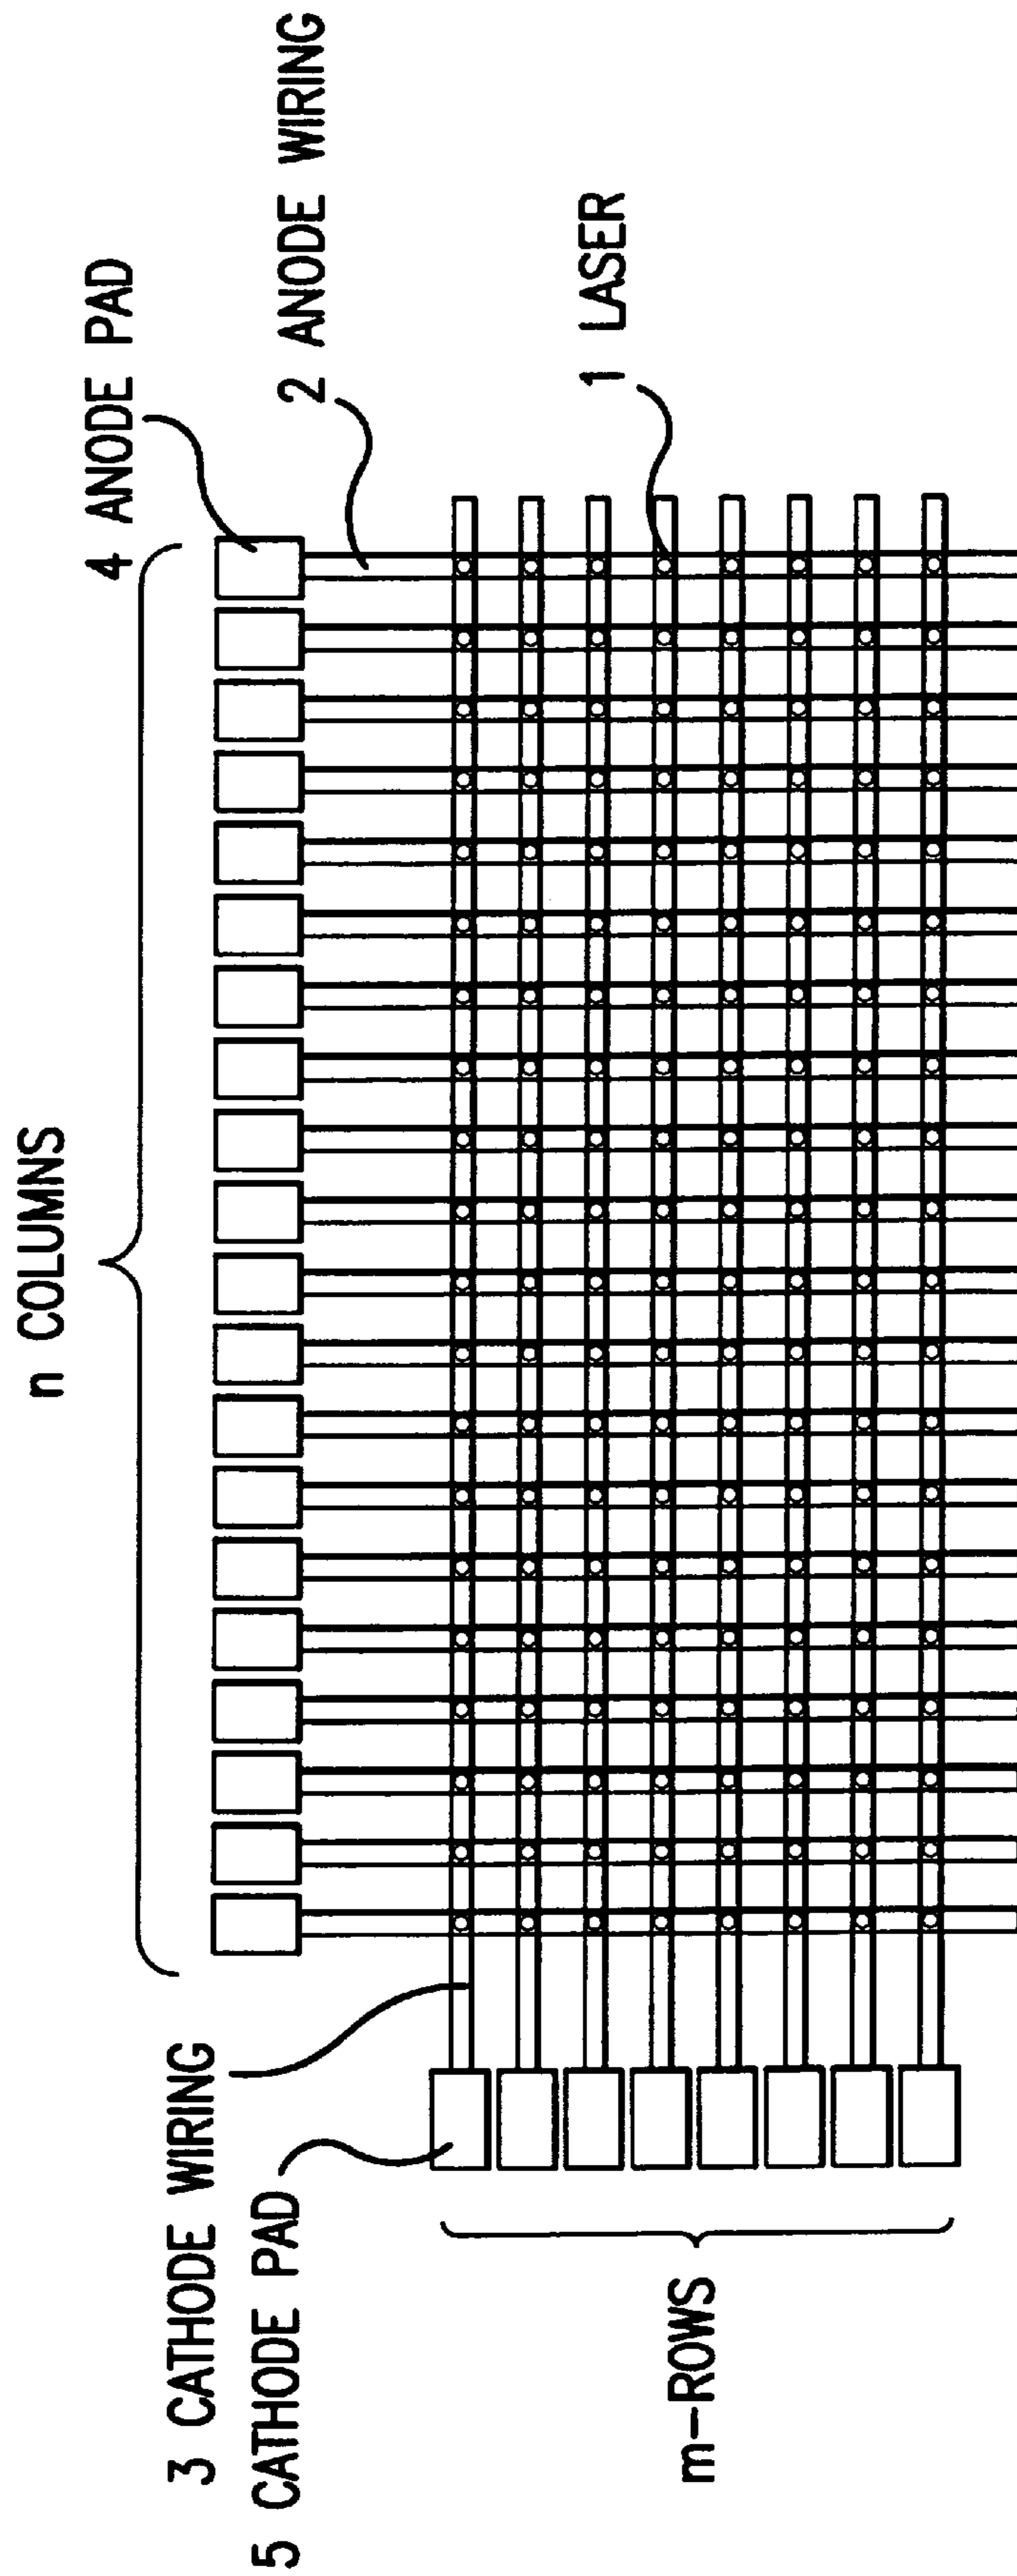 n COLUMNS
4 ANODE PAD
2 ANODE WIRING
1 LASER
3 CATHODE WIRING
5 CATHODE PAD
m-ROWS